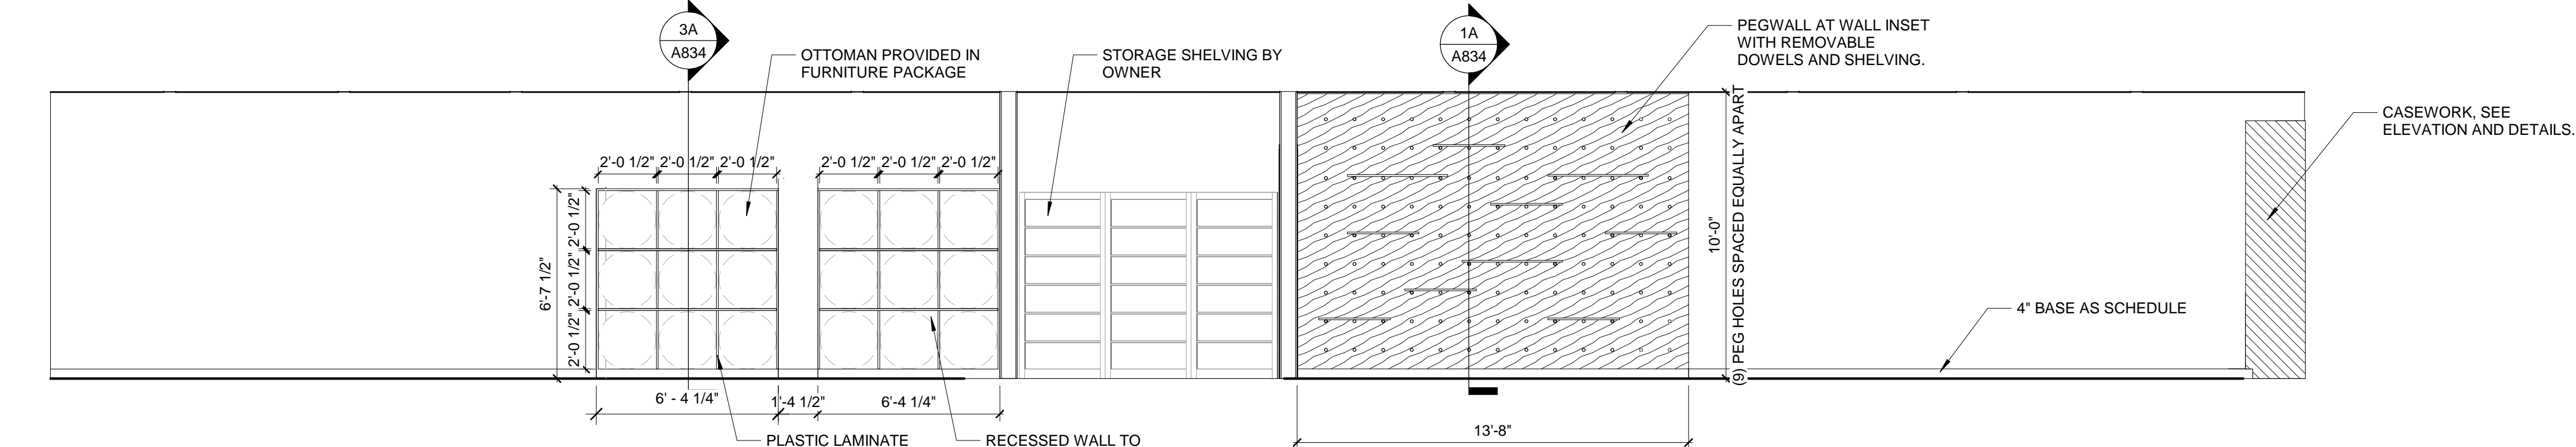 3A
A834
OTTOMAN PROVIDED IN
FURNITURE PACKAGE
STORAGE SHELVING BY
OWNER
1A
A834
PEGWALL AT WALL INSET
WITH REMOVABLE
DOWELS AND SHELVING.
CASEWORK, SEE
ELEVATION AND DETAILS.
2'-0 1/2" 2'-0 1/2" 2'-0 1/2"
2'-0 1/2" 2'-0 1/2" 2'-0 1/2"
6'-7 1/2"
2'-0 1/2"
2'-0 1/2"
2'-0 1/2"
10'-0"
(9) PEG HOLES SPACED EQUALLY APART
4" BASE AS SCHEDULE
6' - 4 1/4"
1'-4 1/2"
6'-4 1/4"
13'-8"
PLASTIC LAMINATE
RECESSED WALL TO